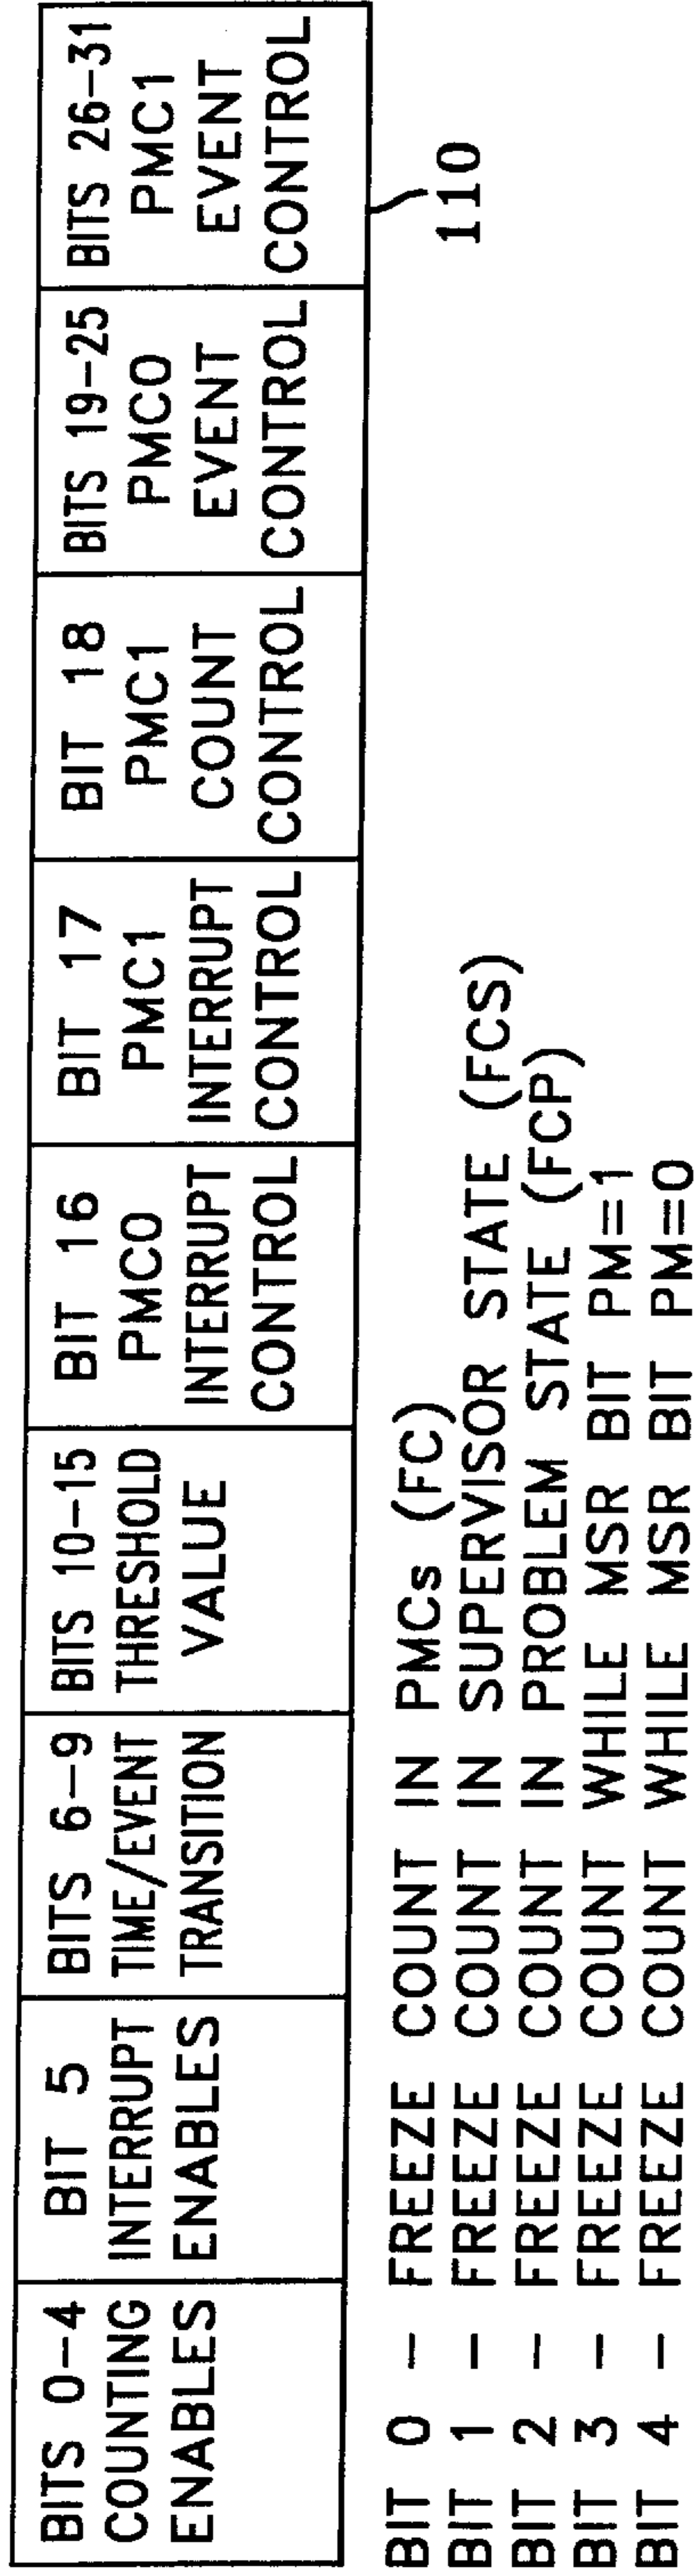 BITS 0-4
COUNTING
ENABLES
BIT 5
INTERRUPT
ENABLES
BITS 6-9
TIME/EVENT
TRANSITION
BITS 10-15
THRESHOLD
VALUE
BIT 16
PMC0
INTERRUPT
CONTROL
BIT 17
PMC1
INTERRUPT
CONTROL
BIT 18
PMC1
COUNT
CONTROL
BITS 19-25
PMC0
EVENT
CONTROL
BITS 26-31
PMC1
EVENT
CONTROL
110
BIT 0 - FREEZE COUNT IN PMCs (FC)
BIT 1 - FREEZE COUNT IN SUPERVISOR STATE (FCS)
BIT 2 - FREEZE COUNT IN PROBLEM STATE (FCP)
BIT 3 - FREEZE COUNT WHILE MSR BIT PM=1
BIT 4 - FREEZE COUNT WHILE MSR BIT PM=0